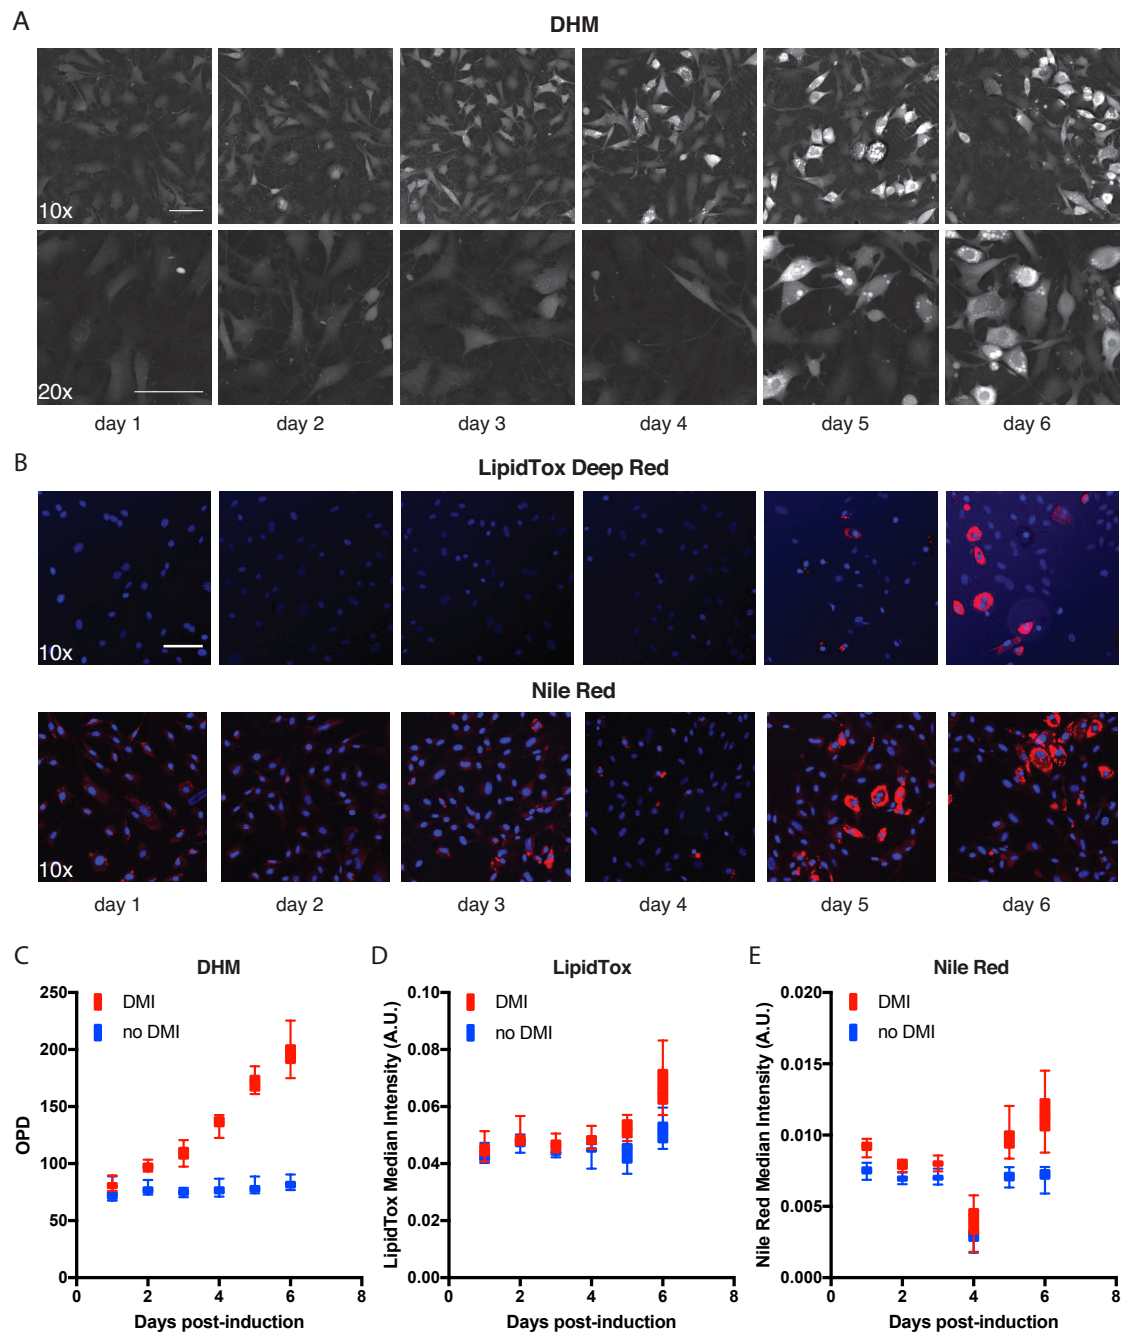 A
DHM
10x
20x
day 1 day 2 day 3 day 4 day 5 day 6
B
LipidTox Deep Red
10x
Nile Red
10x
day 1 day 2 day 3 day 4 day 5 day 6
C
DHM
250
200
150
100
50
0
OPD
DMI
no DMI
0 2 4 6 8
Days post-induction
D
LipidTox
0.10
0.08
0.06
0.04
0.02
0.00
LipidTox Median Intensity (A.U.)
DMI
no DMI
0 2 4 6 8
Days post-induction
E
Nile Red
0.020
0.015
0.010
0.005
0.000
Nile Red Median Intensity (A.U.)
DMI
no DMI
0 2 4 6 8
Days post-induction